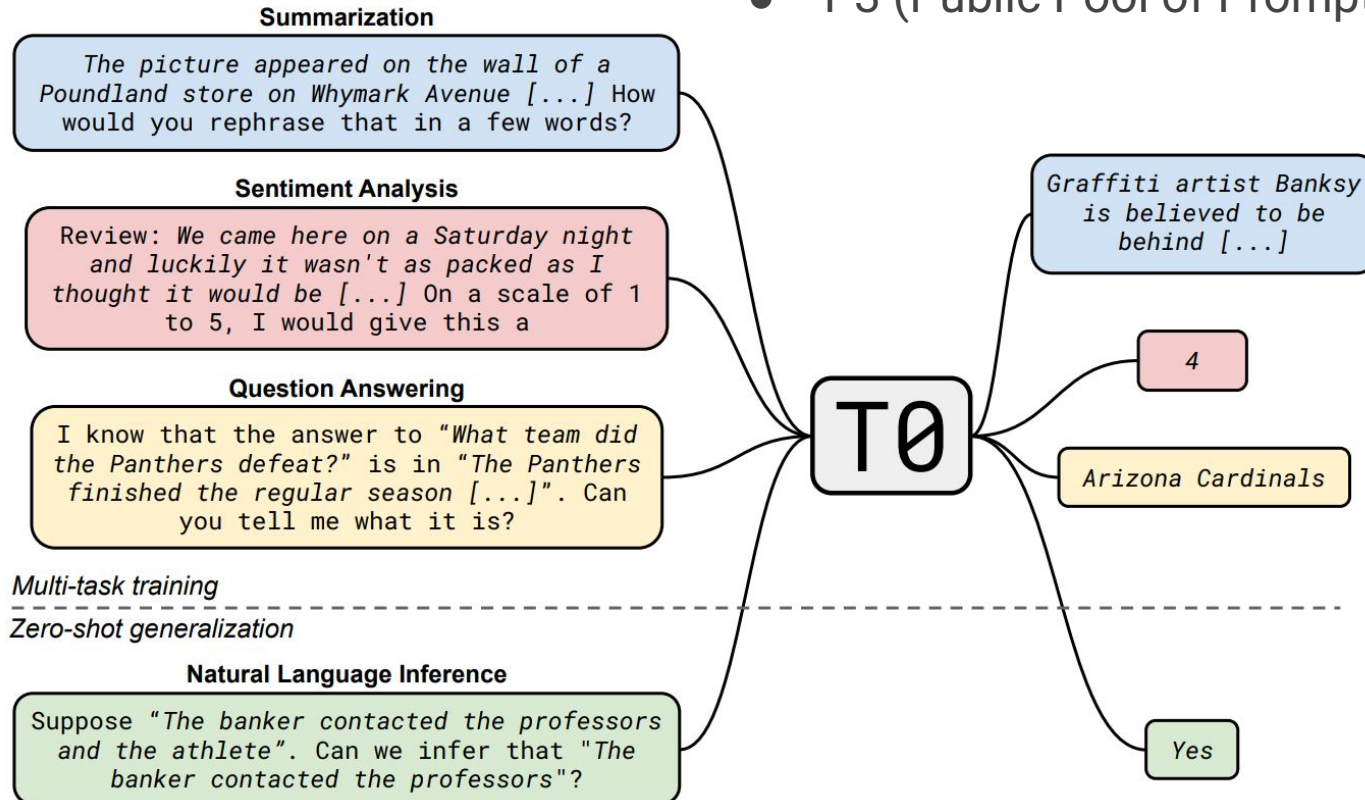 P3 (Public Pool of Prompt
Summarization
The picture appeared on the wall of a
Poundland store on Whymark Avenue [...] How
would you rephrase that in a few words?
Sentiment Analysis
Review: We came here on a Saturday night
and luckily it wasn't as packed as I
thought it would be [...] On a scale of 1
to 5, I would give this a
Question Answering
I know that the answer to “What team did
the Panthers defeat?” is in “The Panthers
finished the regular season [...]”. Can
you tell me what it is?
Multi-task training
Zero-shot generalization
Natural Language Inference
Suppose “The banker contacted the professors
and the athlete”. Can we infer that "The
banker contacted the professors"?
T0
Graffiti artist Banksy
is believed to be
behind [...]
4
Arizona Cardinals
Yes